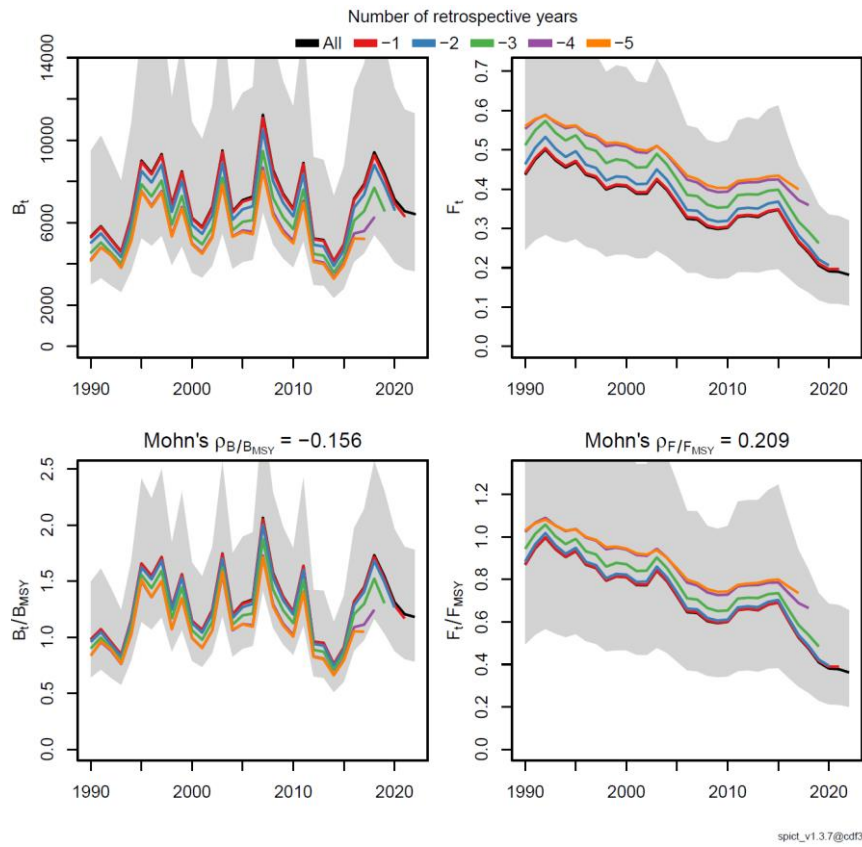 Number of retrospective years
All −1 −2 −3 −4 −5
14000
10000
6000
2000
0
Bt
1990 2000 2010 2020
0.7
0.6
0.5
0.4
0.3
0.2
0.1
0.0
Ft
1990 2000 2010 2020
Mohn's ρB/BMSY = −0.156
2.5
2.0
1.5
1.0
0.5
0.0
Bt/BMSY
1990 2000 2010 2020
Mohn's ρF/FMSY = 0.209
1.2
1.0
0.8
0.6
0.4
0.2
0.0
Ft/FMSY
1990 2000 2010 2020
spict_v1.3.7@cdf3